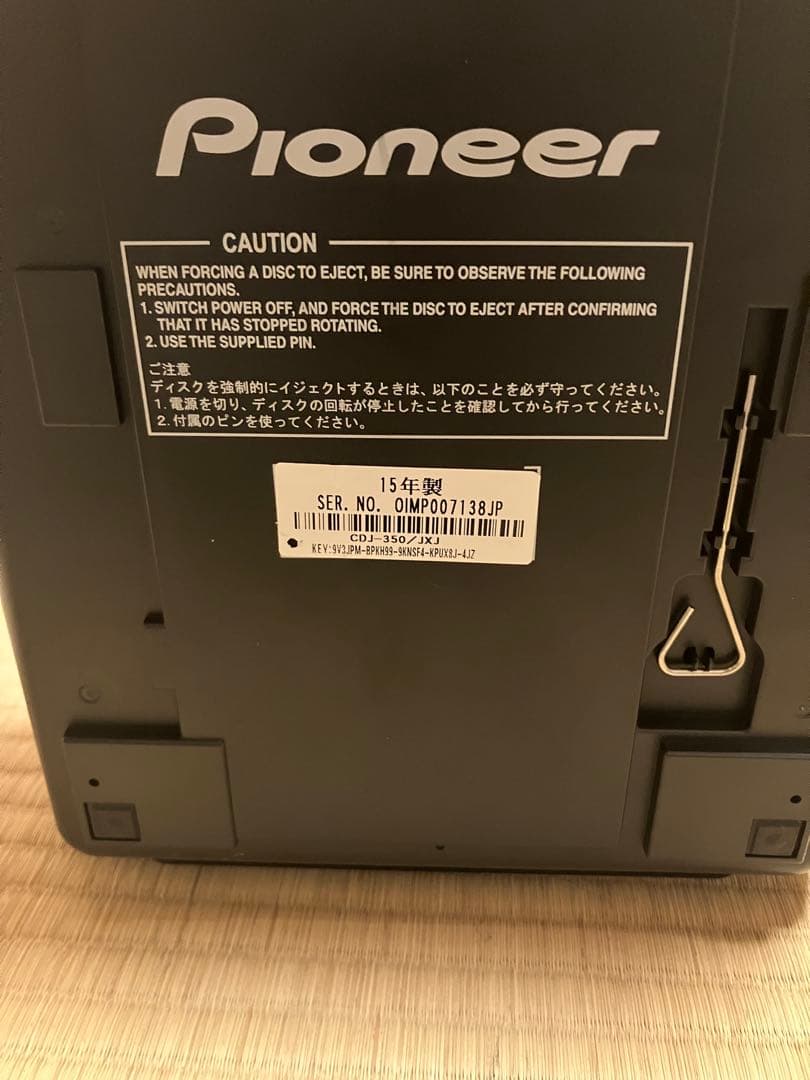 Pioneer
CAUTION
WHEN FORCING A DISC TO EJECT, BE SURE TO OBSERVE THE FOLLOWING
PRECAUTIONS.
1. SWITCH POWER OFF, AND FORCE THE DISC TO EJECT AFTER CONFIRMING
THAT IT HAS STOPPED ROTATING.
2. USE THE SUPPLIED PIN.
ご注意
ディスクを強制的にイジェクトするときは、以下のことを必ず守ってください。
1. 電源を切り、ディスクの回転が停止したことを確認してから行ってください。
2. 付属のピンを使ってください。
15年製
SER. NO. OIMP007138JP
CDJ-350/JXJ
KEY:9V3JPM-BPKH99-9KNSF4-KPUX8J-4JZ